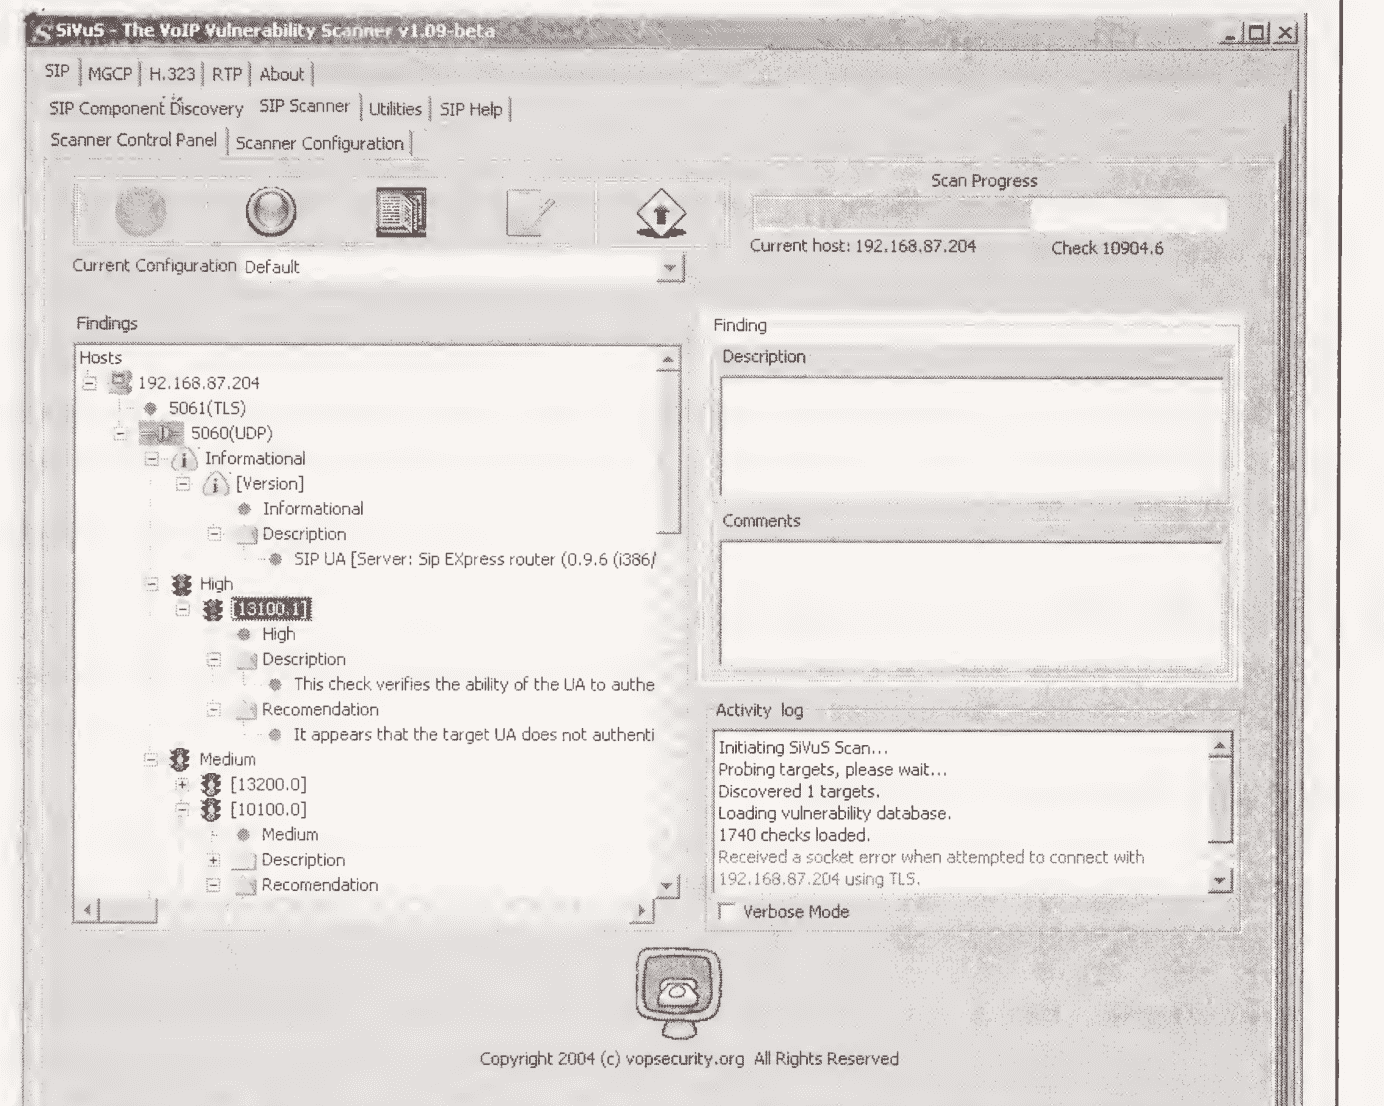 SiVuS - The VoIP Vulnerability Scanner v1.09-beta
SIP MGCP H.323 RTP About
SIP Component Discovery SIP Scanner Utilities SIP Help
Scanner Control Panel Scanner Configuration
Scan Progress
Current host: 192.168.87.204 Check 10904.6
Current Configuration Default
Findings
Hosts
192.168.87.204
5061(TLS)
5060(UDP)
Informational
[Version]
Informational
Description
SIP UA [Server: Sip EXpress router (0.9.6 (i386/
High
[13100.1]
High
Description
This check verifies the ability of the UA to authe
Recomendation
It appears that the target UA does not authenti
Medium
[13200.0]
[10100.0]
Medium
Description
Recomendation
Finding
Description
Comments
Activity log
Initiating SiVuS Scan...
Probing targets, please wait...
Discovered 1 targets.
Loading vulnerability database.
1740 checks loaded.
Received a socket error when attempted to connect with
192.168.87.204 using TLS.
Verbose Mode
Copyright 2004 (c) vopsecurity.org All Rights Reserved